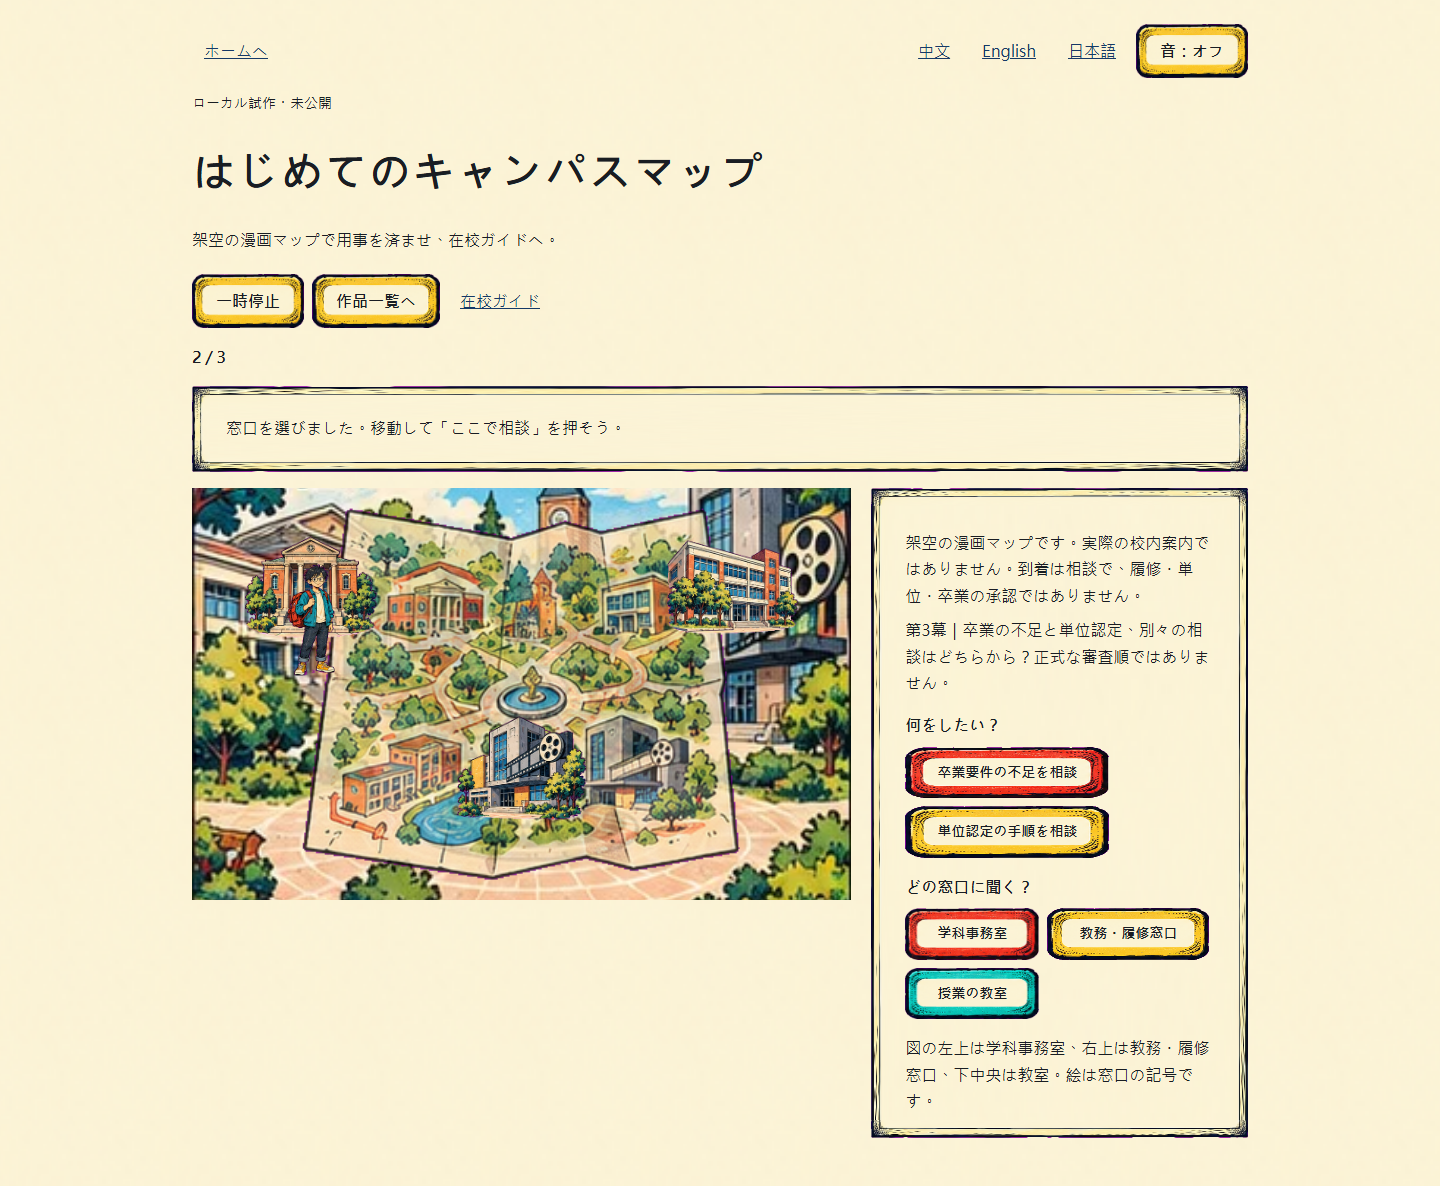 ホームへ
中文 English 日本語 音：オフ
ローカル試作・未公開
はじめてのキャンパスマップ
架空の漫画マップで用事を済ませ、在校ガイドへ。
一時停止 作品一覧へ 在校ガイド
2 / 3
窓口を選びました。移動して「ここで相談」を押そう。
架空の漫画マップです。実際の校内案内で
はありません。到着は相談で、履修・単
位・卒業の承認ではありません。
第3幕｜卒業の不足と単位認定、別々の相
談はどちらから？正式な審査順ではありま
せん。
何をしたい？
卒業要件の不足を相談
単位認定の手順を相談
どの窓口に聞く？
学科事務室 教務・履修窓口
授業の教室
図の左上は学科事務室、右上は教務・履修
窓口、下中央は教室。絵は窓口の記号で
す。